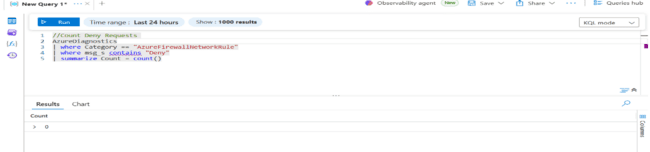 New Query 1* ··· × +
Observability agent New Save Share ··· Queries hub
Run Time range : Last 24 hours Show : 1000 results KQL mode
1 //Count Deny Requests
2 AzureDiagnostics
3 | where Category == "AzureFirewallNetworkRule"
4 | where msg_s contains "Deny"
5 | summarize Count = count()
Results Chart
Count
> 0
Columns